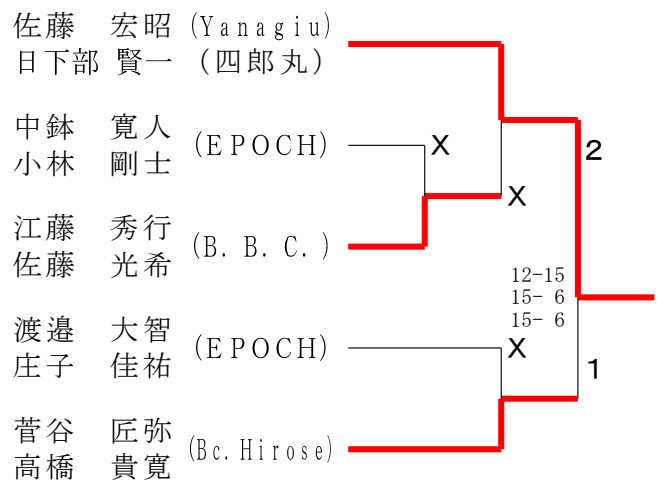 佐藤　宏昭 (Yanagiu)
日下部 賢一 (四郎丸)
中鉢　寛人
(EPOCH)
小林　剛士
X
2
X
江藤　秀行
(B. B. C. )
佐藤　光希
12-15
15- 6
15- 6
渡邉　大智
(EPOCH)
庄子　佳祐
X
1
菅谷　匠弥
(Bc. Hirose)
高橋　貴寛